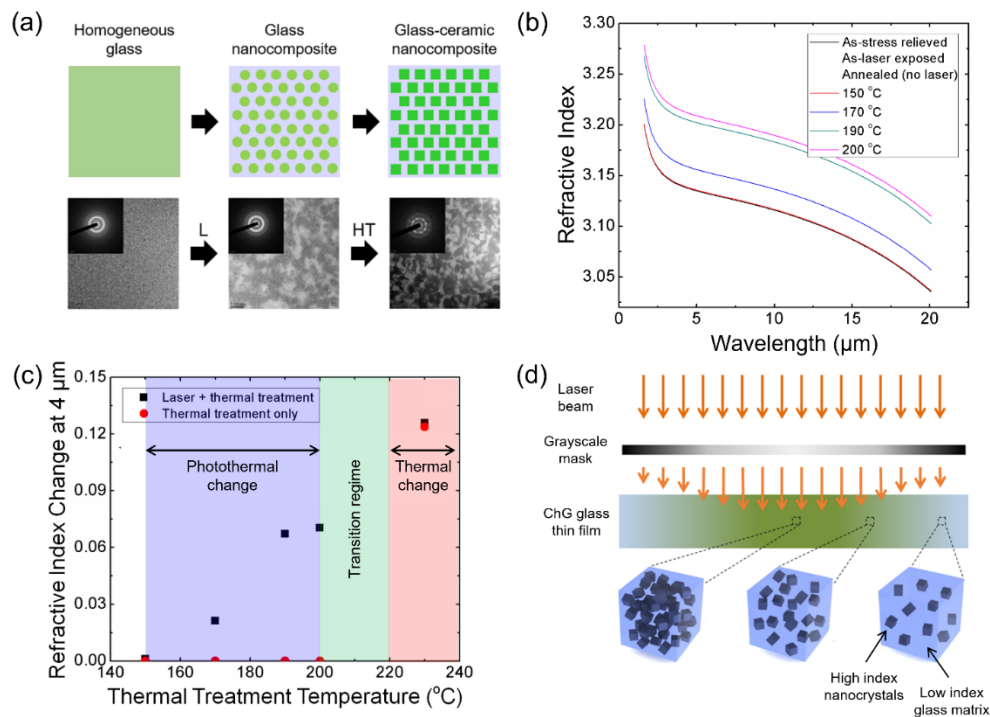 (a)
Homogeneous
glass
Glass
nanocomposite
Glass-ceramic
nanocomposite
L
HT
(b)
Refractive Index
3.30
3.25
3.20
3.15
3.10
3.05
0
5
10
15
20
Wavelength (µm)
As-stress relieved
As-laser exposed
Annealed (no laser)
150 °C
170 °C
190 °C
200 °C
(c)
Refractive Index Change at 4 µm
0.15
0.12
0.09
0.06
0.03
0.00
140
160
180
200
220
240
Thermal Treatment Temperature (°C)
Laser + thermal treatment
Thermal treatment only
Photothermal
change
Transition regime
Thermal
change
(d)
Laser
beam
Grayscale
mask
ChG glass
thin film
High index
nanocrystals
Low index
glass matrix